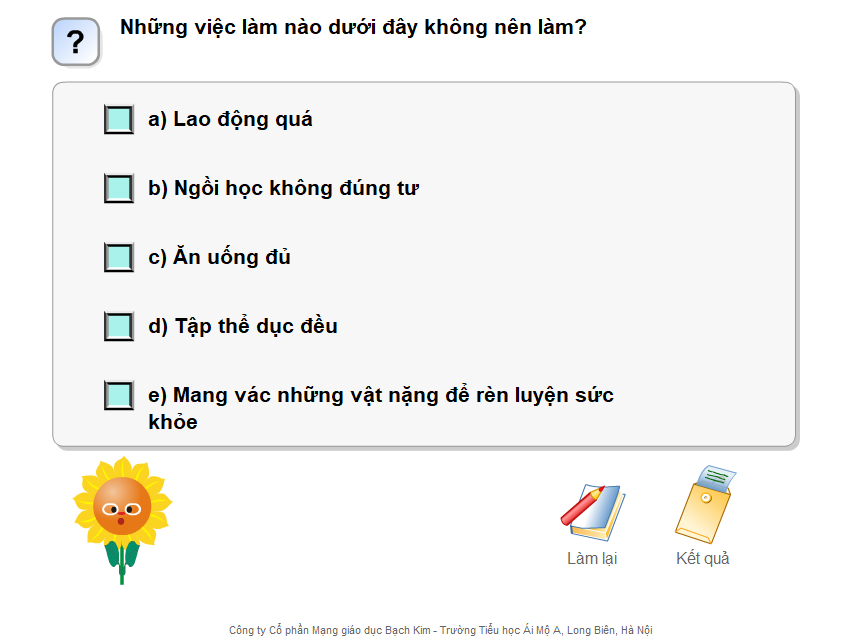 ?
Những việc làm nào dưới đây không nên làm?
a) Lao động quá
b) Ngồi học không đúng tư
c) Ăn uống đủ
d) Tập thể dục đều
e) Mang vác những vật nặng để rèn luyện sức
khỏe
Làm lại
Kết quả
Công ty Cổ phần Mạng giáo dục Bạch Kim - Trường Tiểu học Ái Mộ A, Long Biên, Hà Nội